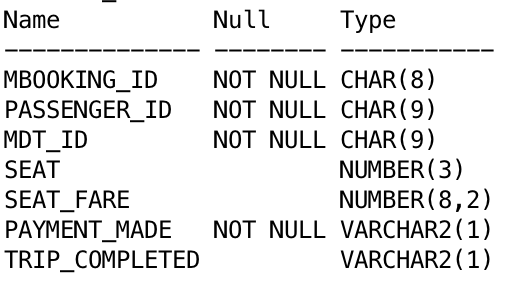 Name           Null     Type
-------------- -------- -----------
MBOOKING_ID    NOT NULL CHAR(8)
PASSENGER_ID   NOT NULL CHAR(9)
MDT_ID         NOT NULL CHAR(9)
SEAT                    NUMBER(3)
SEAT_FARE               NUMBER(8,2)
PAYMENT_MADE   NOT NULL VARCHAR2(1)
TRIP_COMPLETED          VARCHAR2(1)